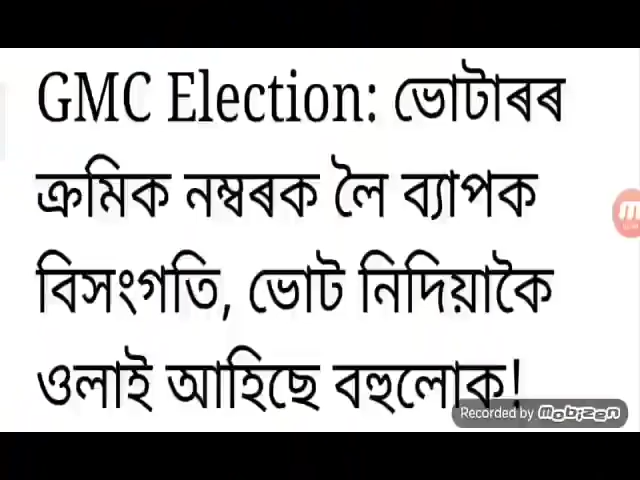 GMC Election: ভোটাৰৰ
ক্ৰমিক নম্বৰক লৈ ব্যাপক
বিসংগতি, ভোট নিদিয়াকৈ
ওলাই আহিছে বহুলোক!
Recorded by Mobizen